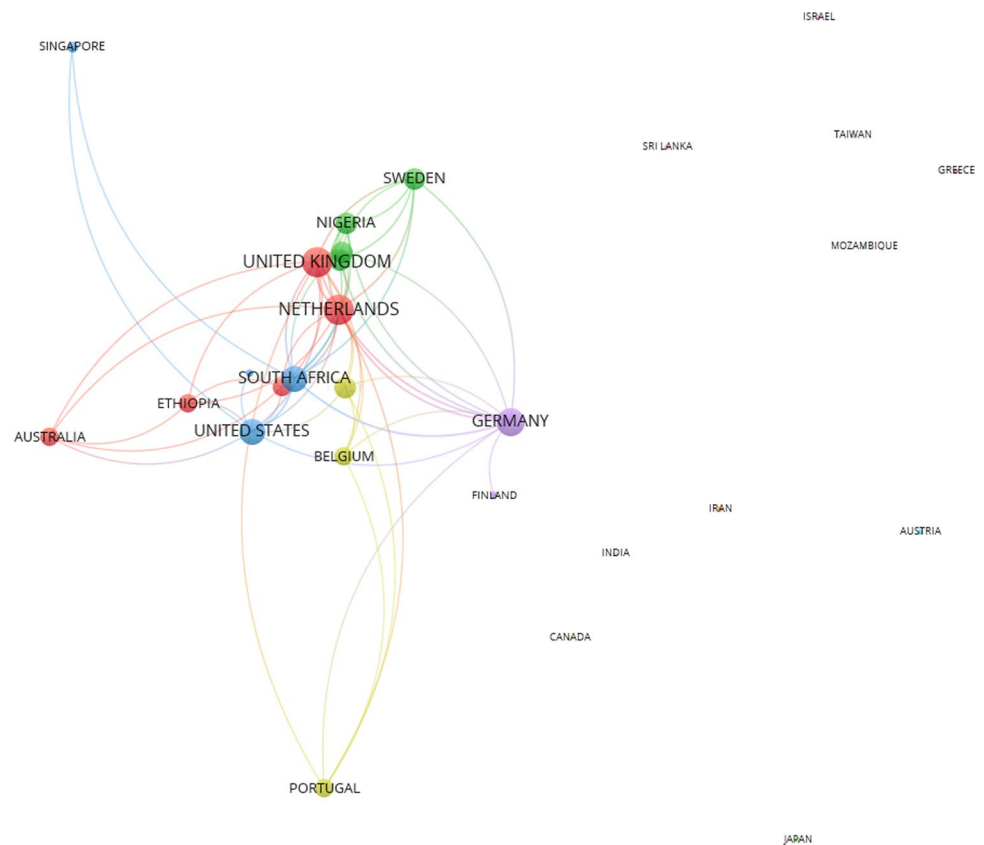 ISRAEL
SINGAPORE
TAIWAN
SRI LANKA
GREECE
SWEDEN
NIGERIA
MOZAMBIQUE
UNITED KINGDOM
NETHERLANDS
SOUTH AFRICA
ETHIOPIA
GERMANY
UNITED STATES
AUSTRALIA
BELGIUM
FINLAND
IRAN
AUSTRIA
INDIA
CANADA
PORTUGAL
JAPAN